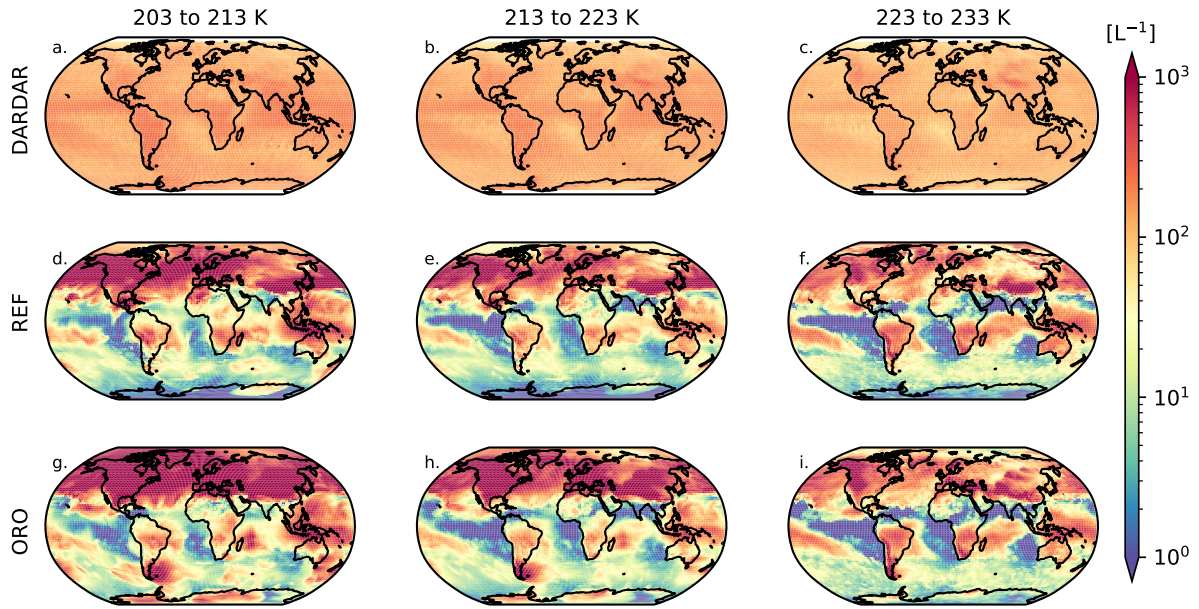 203 to 213 K
213 to 223 K
223 to 233 K
[L⁻¹]
DARDAR
a.
b.
c.
10³
10²
REF
d.
e.
f.
10¹
ORO
g.
h.
i.
10⁰